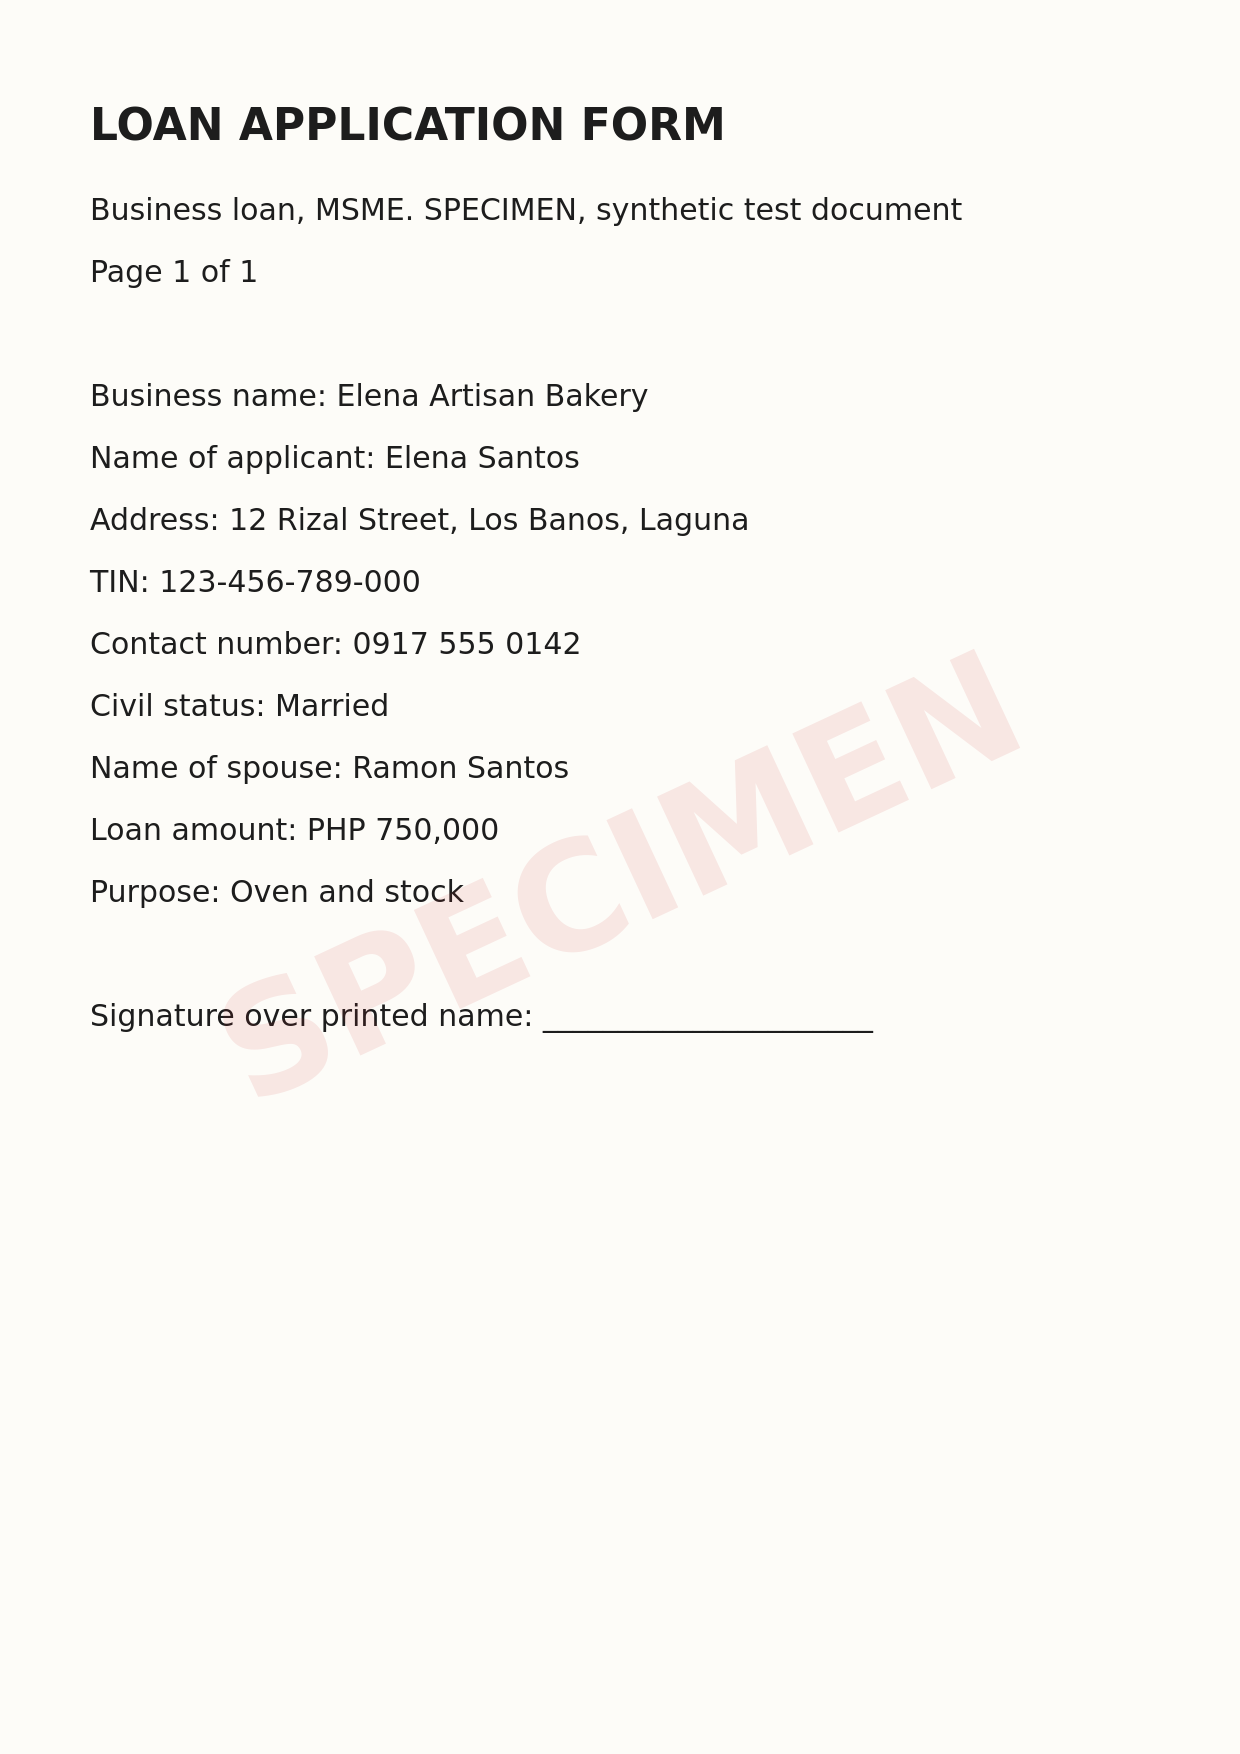 LOAN APPLICATION FORM
Business loan, MSME. SPECIMEN, synthetic test document
Page 1 of 1
Business name: Elena Artisan Bakery
Name of applicant: Elena Santos
Address: 12 Rizal Street, Los Banos, Laguna
TIN: 123-456-789-000
Contact number: 0917 555 0142
Civil status: Married
Name of spouse: Ramon Santos
Loan amount: PHP 750,000
Purpose: Oven and stock
Signature over printed name: ______________________
SPECIMEN